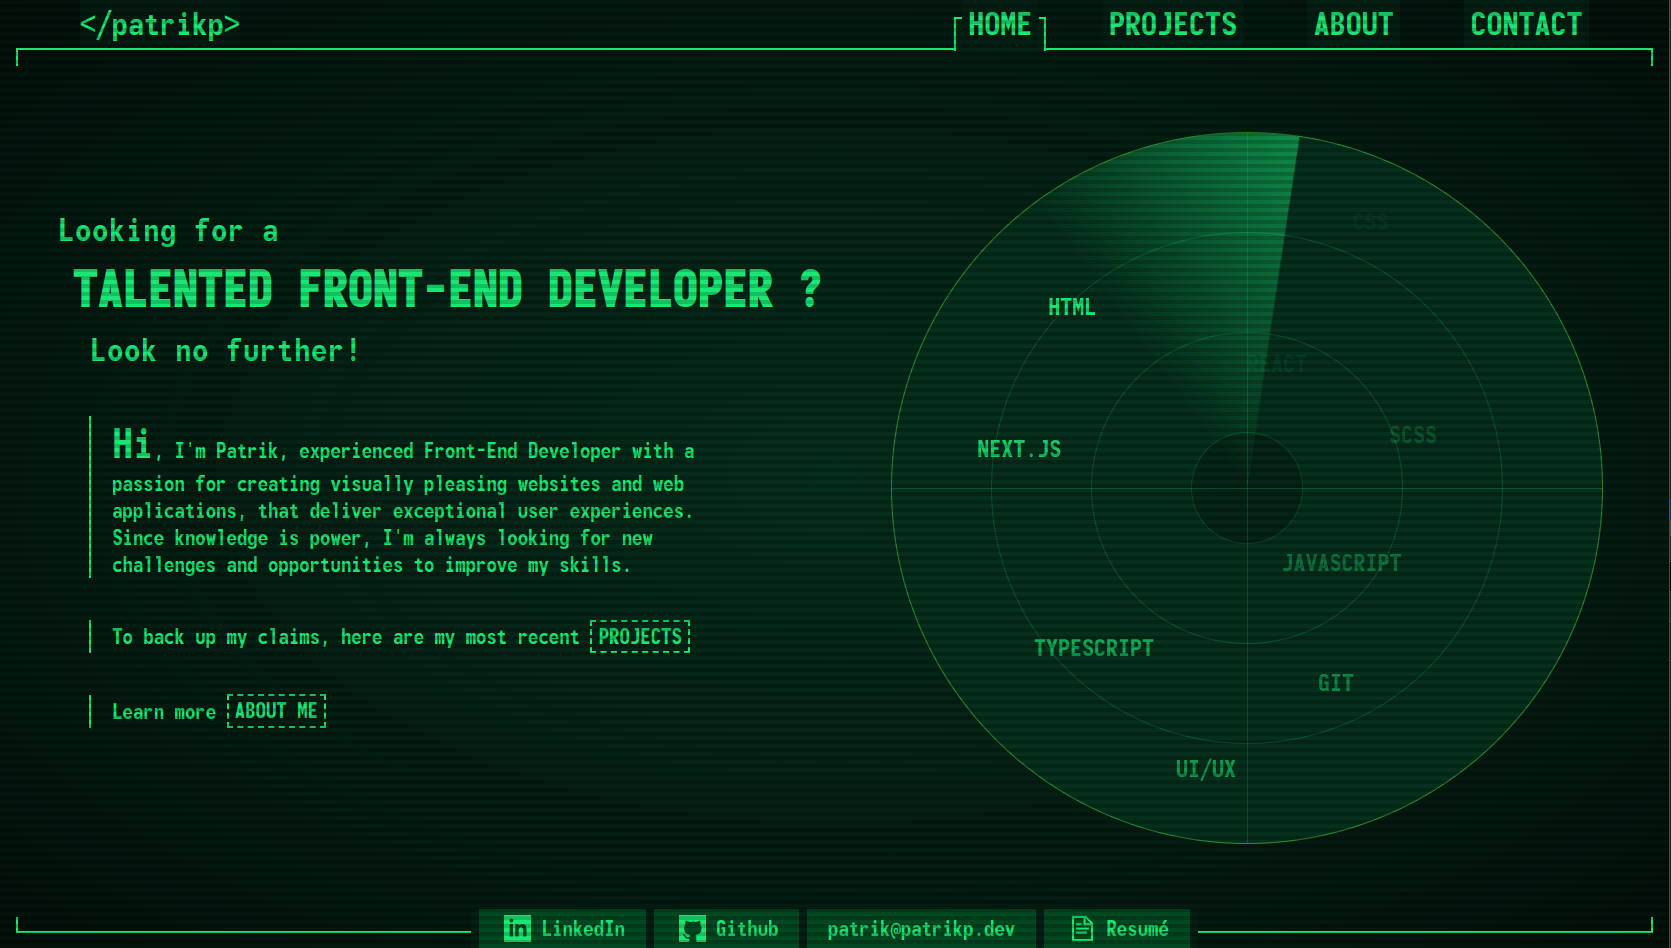 </patrikp>
HOME
PROJECTS
ABOUT
CONTACT
Looking for a
TALENTED FRONT-END DEVELOPER ?
Look no further!
Hi, I'm Patrik, experienced Front-End Developer with a
passion for creating visually pleasing websites and web
applications, that deliver exceptional user experiences.
Since knowledge is power, I'm always looking for new
challenges and opportunities to improve my skills.
To back up my claims, here are my most recent PROJECTS
Learn more ABOUT ME
CSS
HTML
REACT
SCSS
NEXT.JS
JAVASCRIPT
TYPESCRIPT
GIT
UI/UX
LinkedIn
Github
patrik@patrikp.dev
Resumé